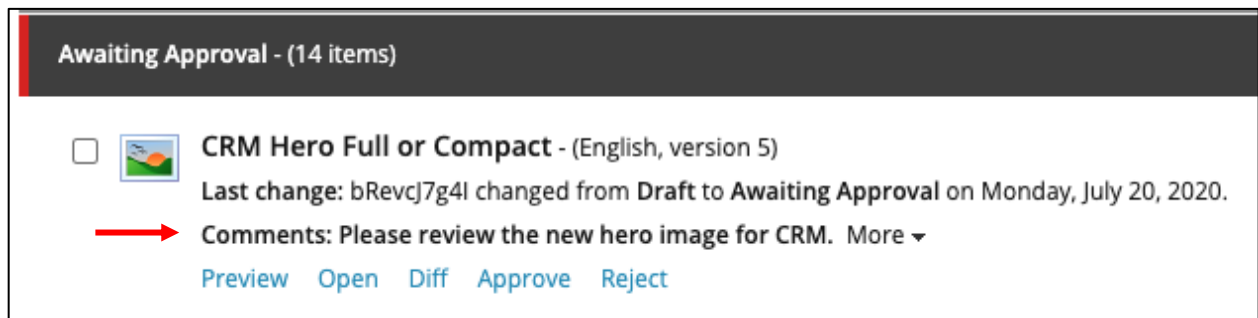 Awaiting Approval - (14 items)
CRM Hero Full or Compact - (English, version 5)
Last change: bRevcJ7g4I changed from Draft to Awaiting Approval on Monday, July 20, 2020.
Comments: Please review the new hero image for CRM. More
Preview Open Diff Approve Reject